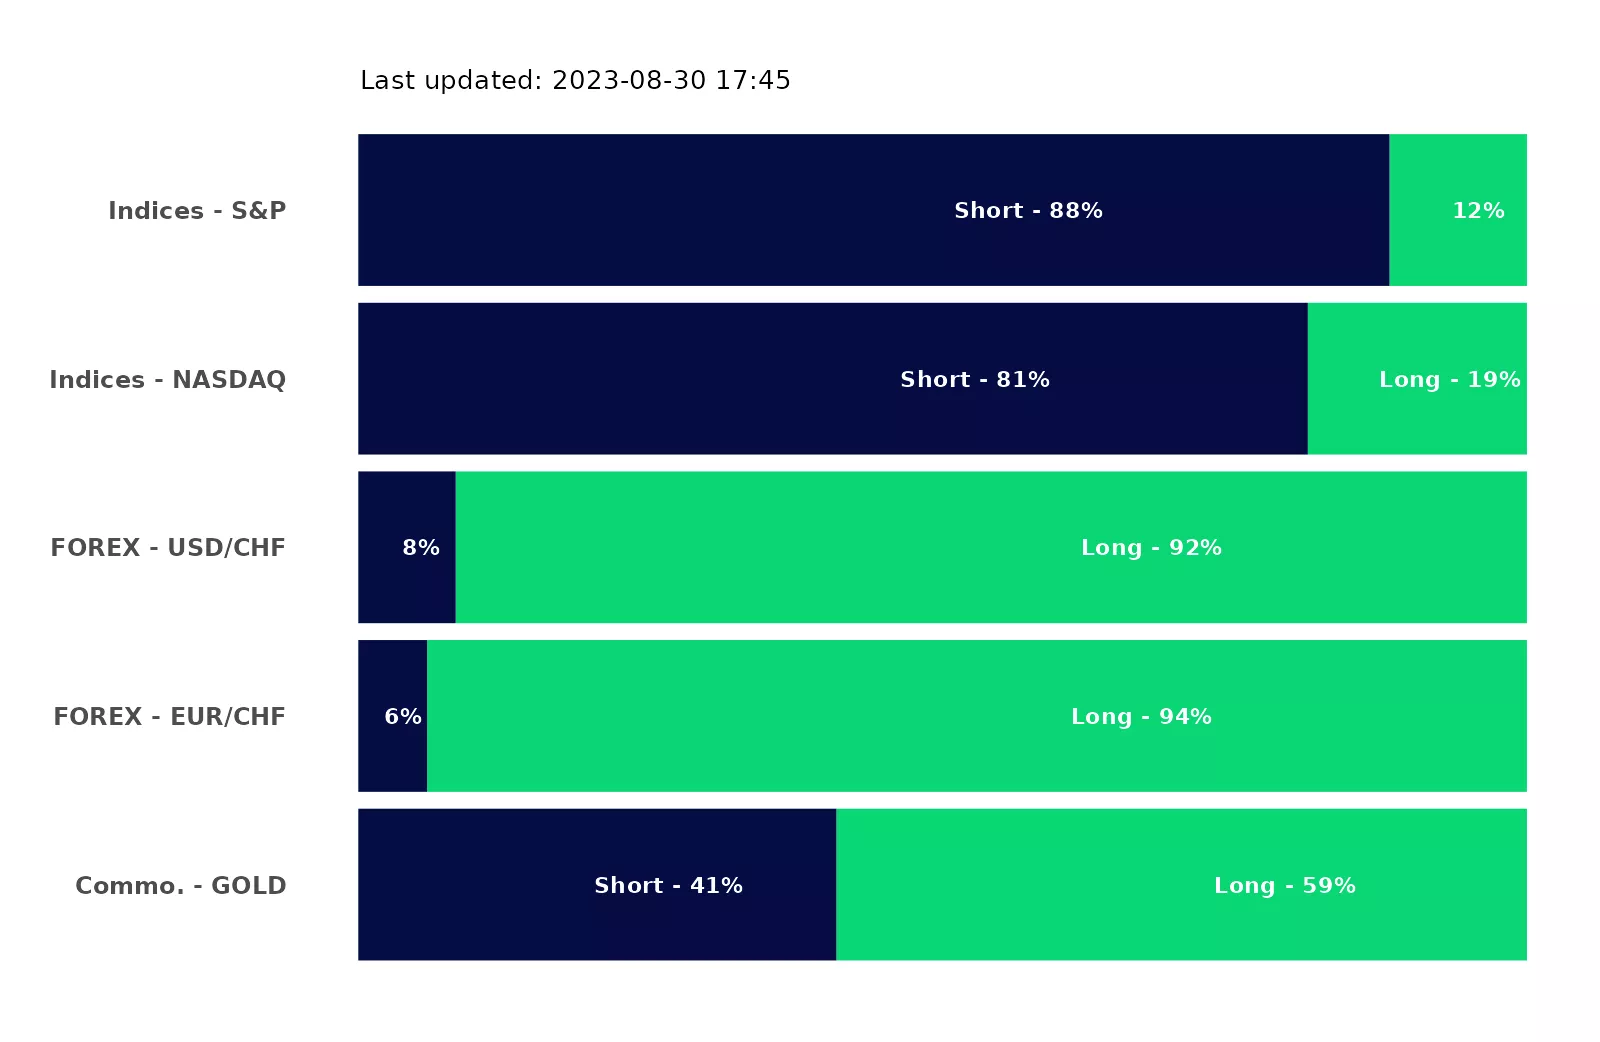 Last updated: 2023-08-30 17:45
Indices - S&P
Short - 88%
12%
Indices - NASDAQ
Short - 81%
Long - 19%
FOREX - USD/CHF
8%
Long - 92%
FOREX - EUR/CHF
6%
Long - 94%
Commo. - GOLD
Short - 41%
Long - 59%